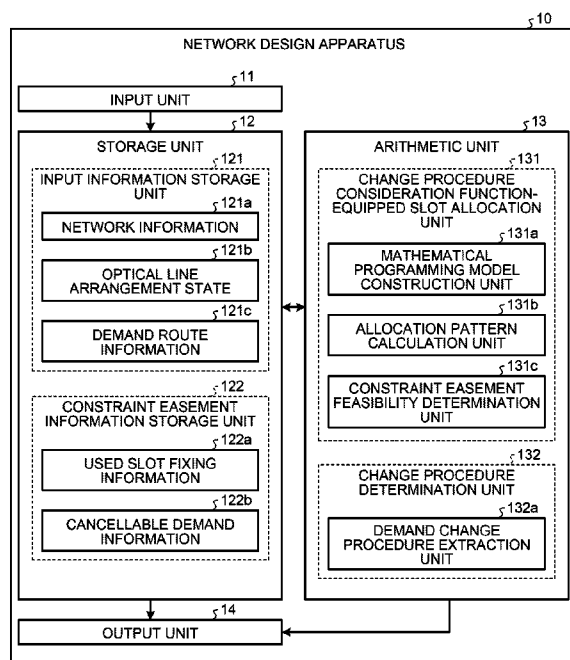 10
NETWORK DESIGN APPARATUS
11
INPUT UNIT
12
STORAGE UNIT
121
INPUT INFORMATION STORAGE
UNIT
121a
NETWORK INFORMATION
121b
OPTICAL LINE
ARRANGEMENT STATE
121c
DEMAND ROUTE
INFORMATION
122
CONSTRAINT EASEMENT
INFORMATION STORAGE UNIT
122a
USED SLOT FIXING
INFORMATION
122b
CANCELLABLE DEMAND
INFORMATION
13
ARITHMETIC UNIT
131
CHANGE PROCEDURE
CONSIDERATION FUNCTION-
EQUIPPED SLOT ALLOCATION
UNIT
131a
MATHEMATICAL
PROGRAMMING MODEL
CONSTRUCTION UNIT
131b
ALLOCATION PATTERN
CALCULATION UNIT
131c
CONSTRAINT EASEMENT
FEASIBILITY DETERMINATION
UNIT
132
CHANGE PROCEDURE
DETERMINATION UNIT
132a
DEMAND CHANGE
PROCEDURE EXTRACTION
UNIT
14
OUTPUT UNIT